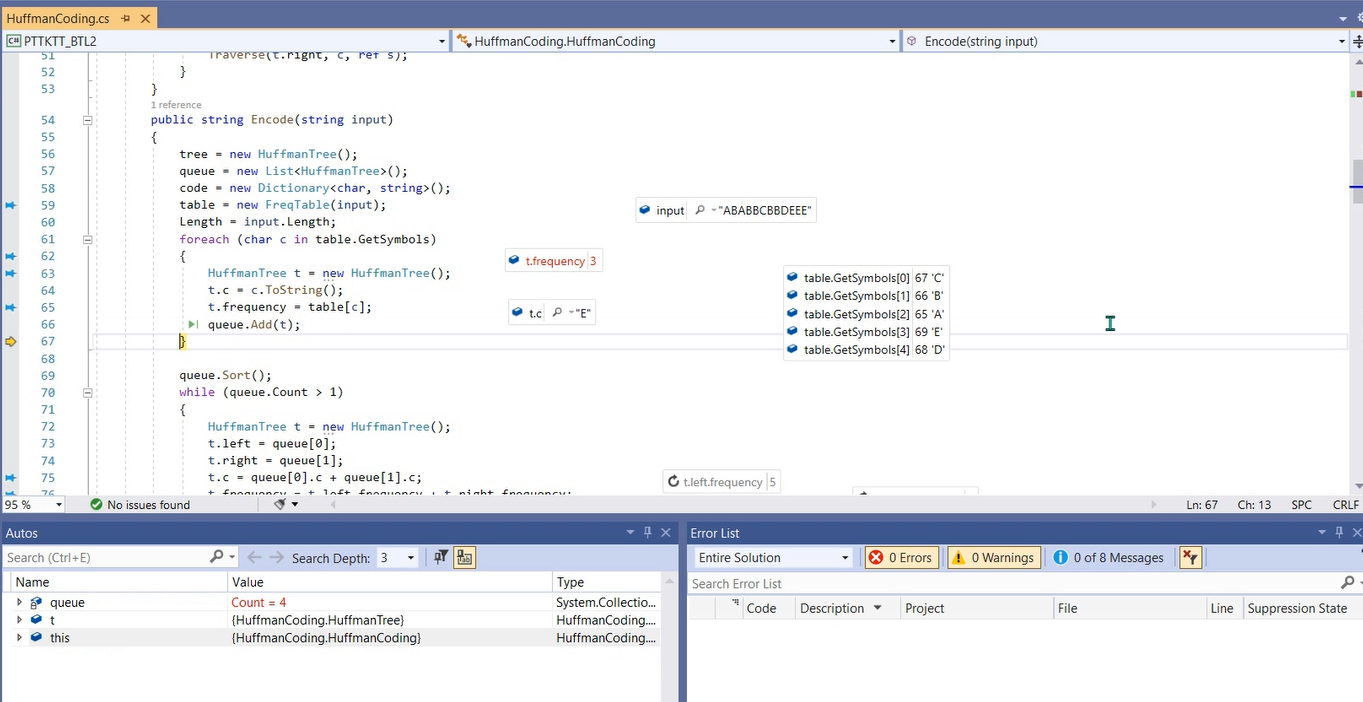 HuffmanCoding.cs
PTTKTT_BTL2 HuffmanCoding.HuffmanCoding Encode(string input)
51 Traverse(t.right, c, ref s);
52 }
53 }
1 reference
54 public string Encode(string input)
55 {
56 tree = new HuffmanTree();
57 queue = new List<HuffmanTree>();
58 code = new Dictionary<char, string>();
59 table = new FreqTable(input);
input "ABABBCBBDEEE"
60 Length = input.Length;
61 foreach (char c in table.GetSymbols)
62 {
t.frequency 3
63 HuffmanTree t = new HuffmanTree();
table.GetSymbols[0] 67 'C'
64 t.c = c.ToString();
table.GetSymbols[1] 66 'B'
65 t.frequency = table[c];
t.c "E"
table.GetSymbols[2] 65 'A'
66 queue.Add(t);
table.GetSymbols[3] 69 'E'
67 }
table.GetSymbols[4] 68 'D'
68
69 queue.Sort();
70 while (queue.Count > 1)
71 {
72 HuffmanTree t = new HuffmanTree();
73 t.left = queue[0];
74 t.right = queue[1];
75 t.c = queue[0].c + queue[1].c;
t.left.frequency 5
76 t.frequency = t.left.frequency + t.right.frequency;
95 % No issues found Ln: 67 Ch: 13 SPC CRLF
Autos
Search (Ctrl+E) Search Depth: 3
Name Value Type
queue Count = 4 System.Collectio...
t {HuffmanCoding.HuffmanTree} HuffmanCoding....
this {HuffmanCoding.HuffmanCoding} HuffmanCoding....
Error List
Entire Solution 0 Errors 0 Warnings 0 of 8 Messages
Search Error List
Code Description Project File Line Suppression State